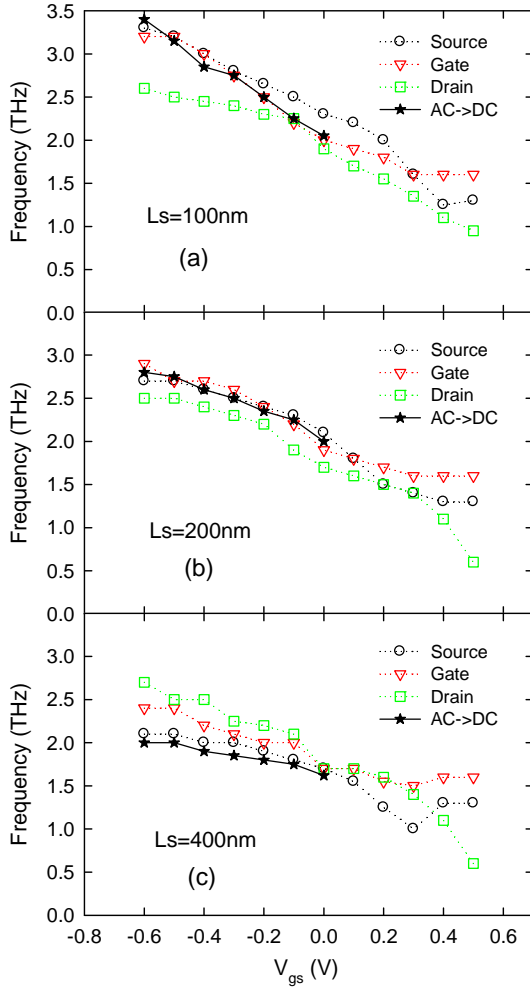 3.5
3.0
2.5
2.0
1.5
1.0
0.5
0.0
Frequency (THz)
Source
Gate
Drain
AC->DC
Ls=100nm
(a)
3.0
2.5
2.0
1.5
1.0
0.5
0.0
Frequency (THz)
Source
Gate
Drain
AC->DC
Ls=200nm
(b)
3.0
2.5
2.0
1.5
1.0
0.5
0.0
Frequency (THz)
Source
Gate
Drain
AC->DC
Ls=400nm
(c)
-0.8 -0.6 -0.4 -0.2 0.0 0.2 0.4 0.6
Vgs (V)